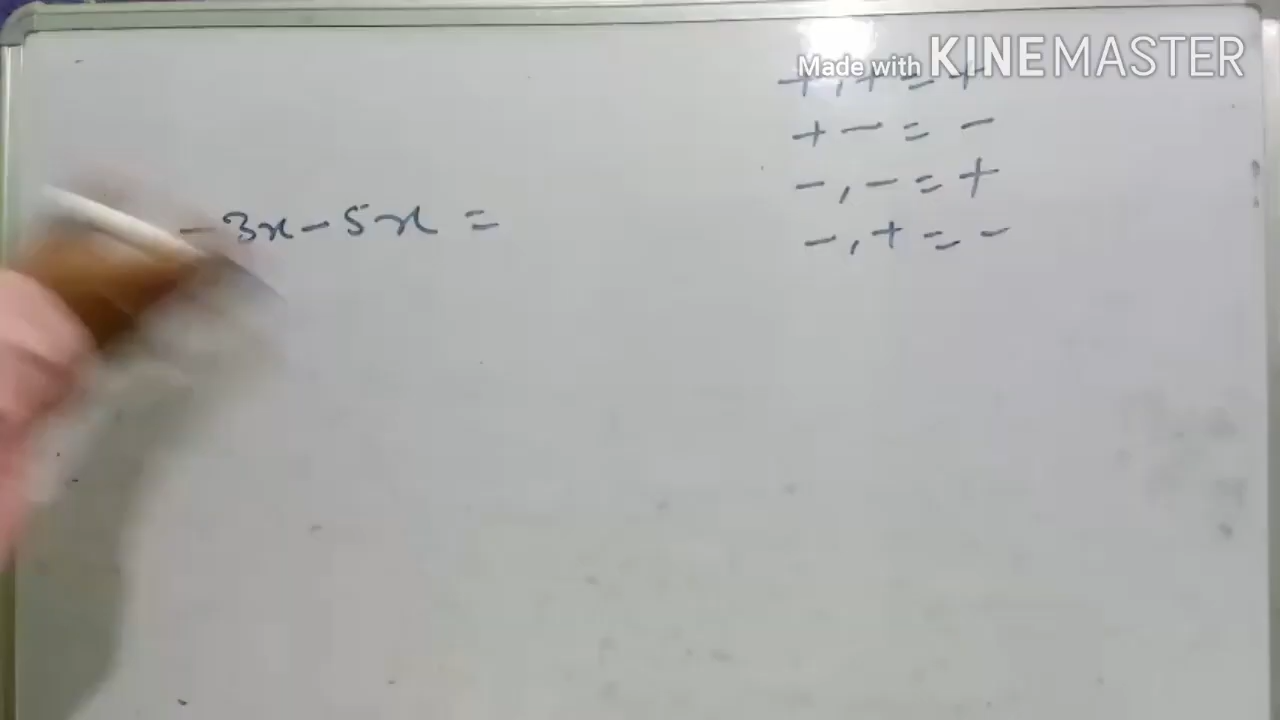 Made with KINEMASTER
+, + = +
+ - = -
-, - = +
-, + = -
- 3x - 5x =